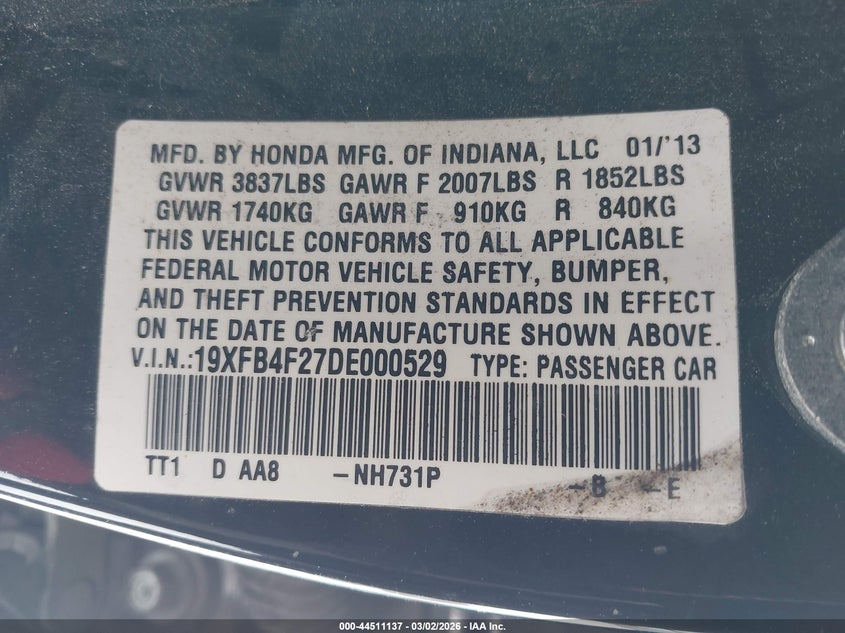 MFD. BY HONDA MFG. OF INDIANA, LLC 01/'13
GVWR 3837LBS GAWR F 2007LBS R 1852LBS
GVWR 1740KG GAWR F 910KG R 840KG
THIS VEHICLE CONFORMS TO ALL APPLICABLE
FEDERAL MOTOR VEHICLE SAFETY, BUMPER,
AND THEFT PREVENTION STANDARDS IN EFFECT
ON THE DATE OF MANUFACTURE SHOWN ABOVE.
V.I.N.:19XFB4F27DE000529 TYPE: PASSENGER CAR
TT1 D AA8 -NH731P -B -E
000-44511137 - 03/02/2026 - IAA Inc.